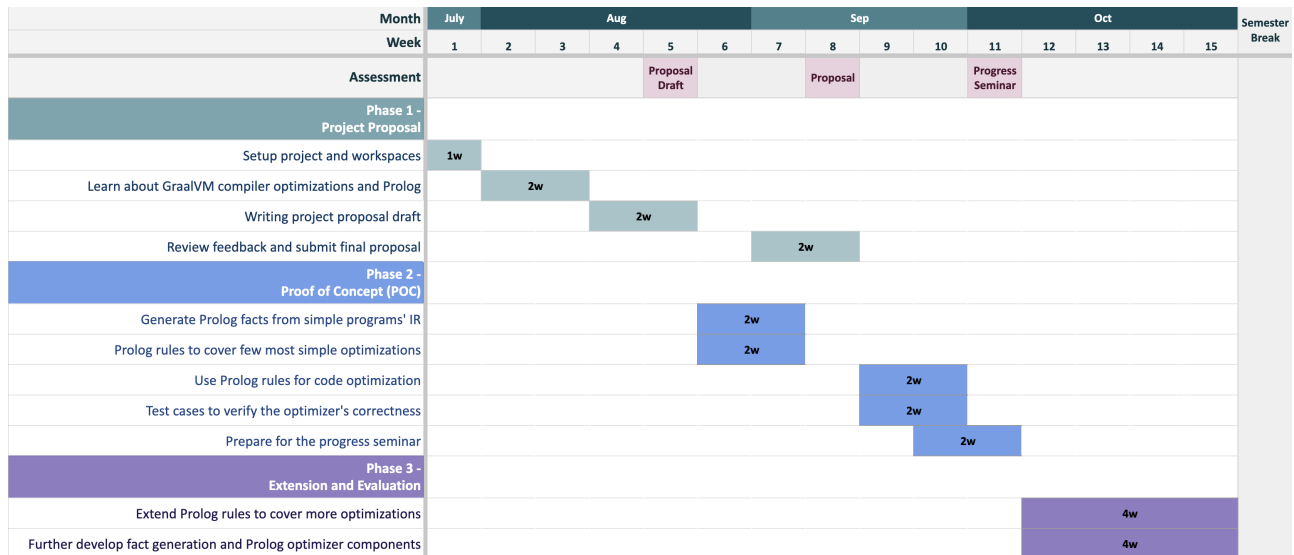 Month July Aug Sep Oct Semester
Break
Week 1 2 3 4 5 6 7 8 9 10 11 12 13 14 15
Assessment Proposal Draft Proposal Progress Seminar
Phase 1 -
Project Proposal
Setup project and workspaces 1w
Learn about GraalVM compiler optimizations and Prolog 2w
Writing project proposal draft 2w
Review feedback and submit final proposal 2w
Phase 2 -
Proof of Concept (POC)
Generate Prolog facts from simple programs' IR 2w
Prolog rules to cover few most simple optimizations 2w
Use Prolog rules for code optimization 2w
Test cases to verify the optimizer's correctness 2w
Prepare for the progress seminar 2w
Phase 3 -
Extension and Evaluation
Extend Prolog rules to cover more optimizations 4w
Further develop fact generation and Prolog optimizer components 4w